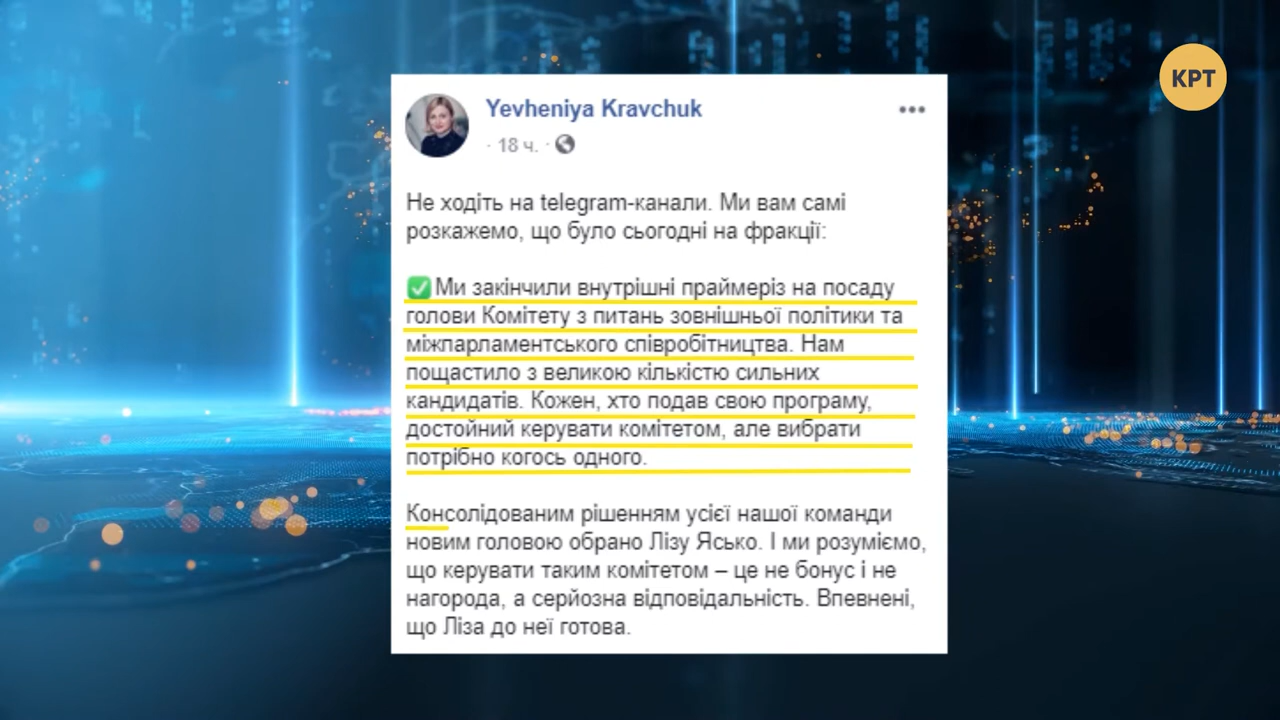 КРТ
Yevheniya Kravchuk
· 18 ч. ·
Не ходіть на telegram-канали. Ми вам самі
розкажемо, що було сьогодні на фракції:
✅Ми закінчили внутрішні праймеріз на посаду
голови Комітету з питань зовнішньої політики та
міжпарламентського співробітництва. Нам
пощастило з великою кількістю сильних
кандидатів. Кожен, хто подав свою програму,
достойний керувати комітетом, але вибрати
потрібно когось одного.
Консолідованим рішенням усієї нашої команди
новим головою обрано Лізу Ясько. І ми розуміємо,
що керувати таким комітетом – це не бонус і не
нагорода, а серйозна відповідальність. Впевнені,
що Ліза до неї готова.